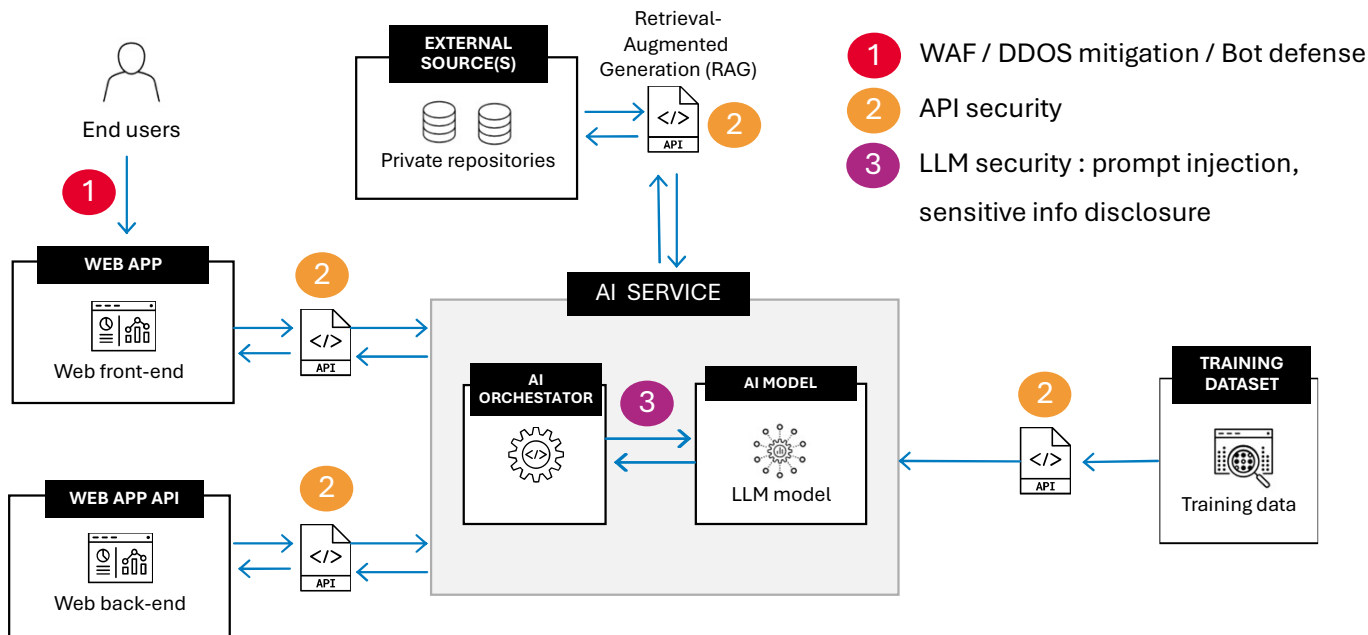 EXTERNAL
SOURCE(S)
Private repositories
Retrieval-
Augmented
Generation (RAG)
</>
API
2
1
WAF / DDOS mitigation / Bot defense
2
API security
3
LLM security : prompt injection,
sensitive info disclosure
End users
1
WEB APP
Web front-end
2
</>
API
AI SERVICE
AI
ORCHESTATOR
</>
3
AI MODEL
LLM model
2
</>
API
TRAINING
DATASET
Training data
WEB APP API
Web back-end
2
</>
API